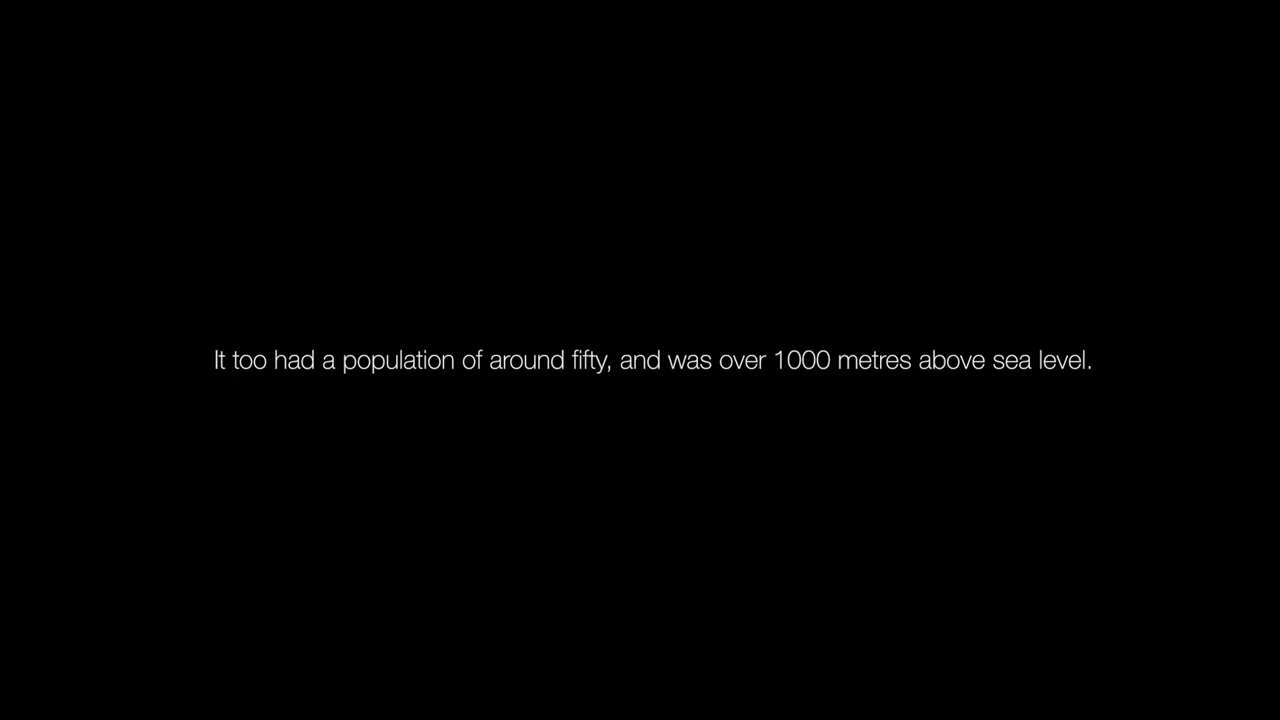 It too had a population of around fifty, and was over 1000 metres above sea level.